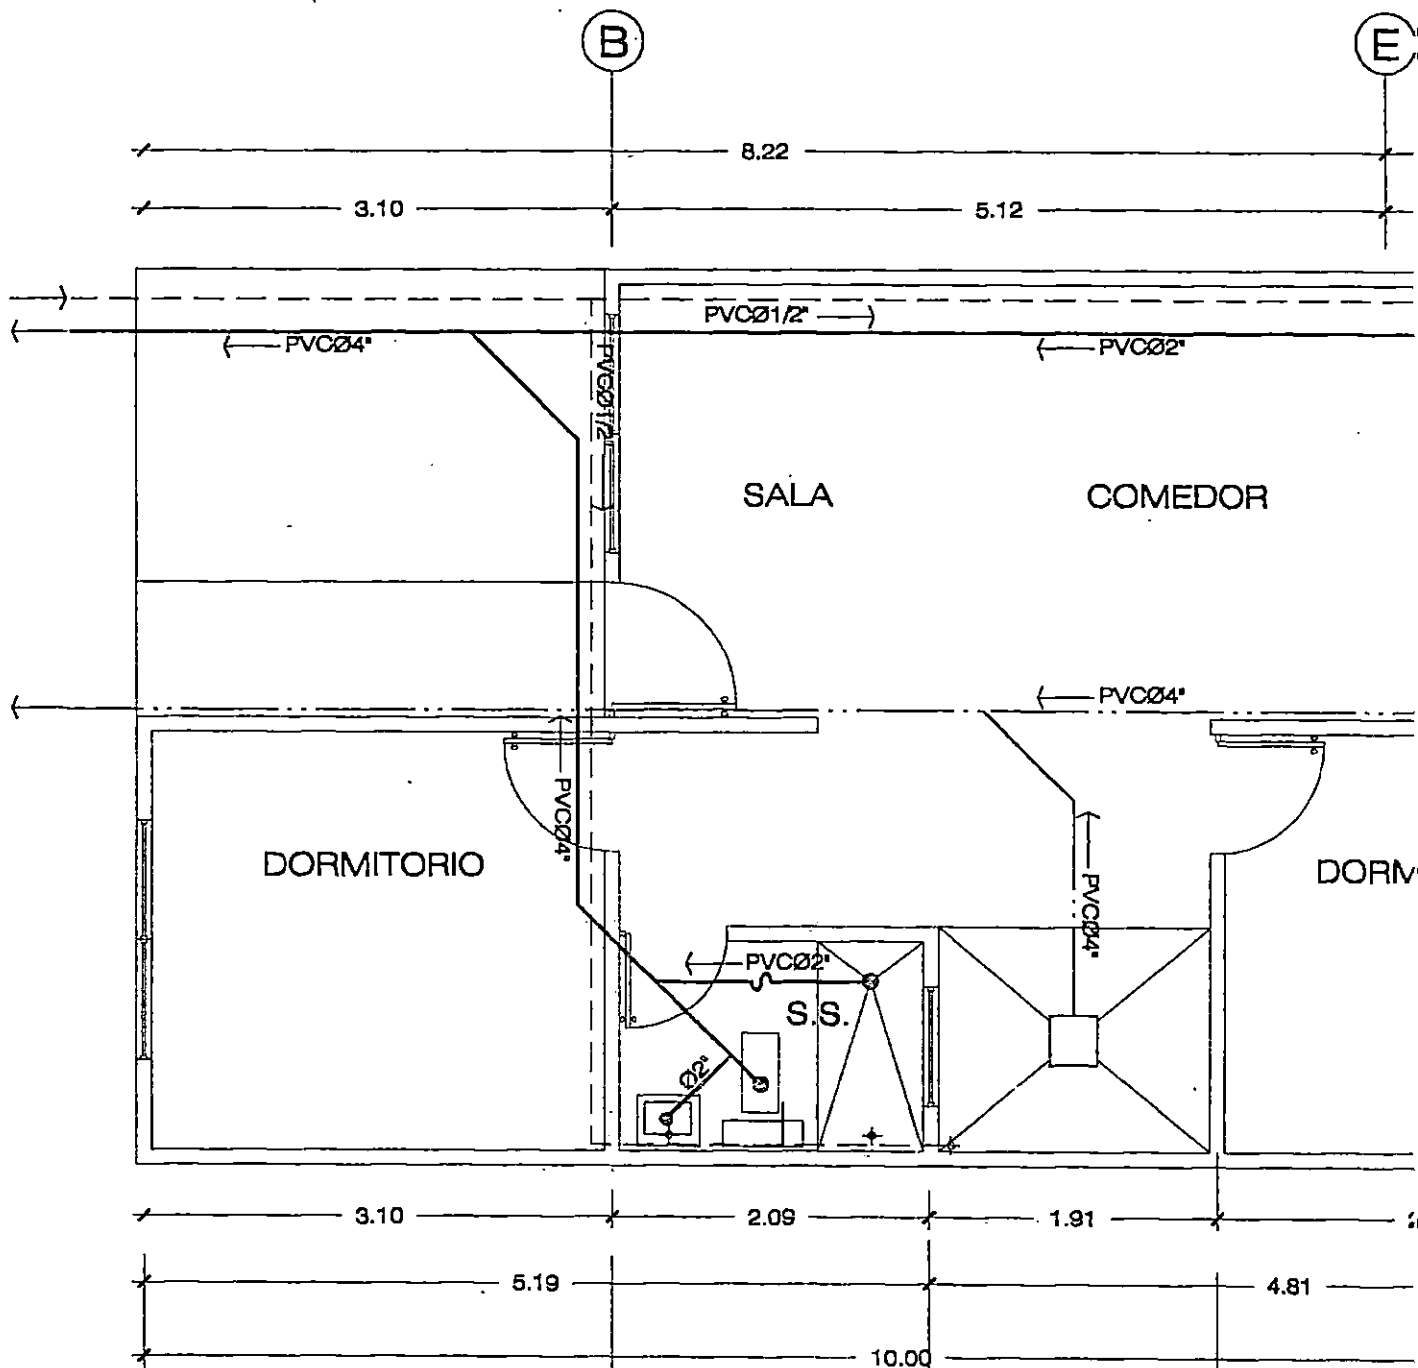 B
E
8.22
3.10
5.12
PVCØ1/2"
PVCØ4"
PVCØ2"
PVCØ1/2
SALA
COMEDOR
PVCØ4"
PVCØ4"
DORMITORIO
DORM
PVCØ4"
PVCØ2"
S.S.
Ø2"
3.10
2.09
1.91
5.19
4.81
10.00